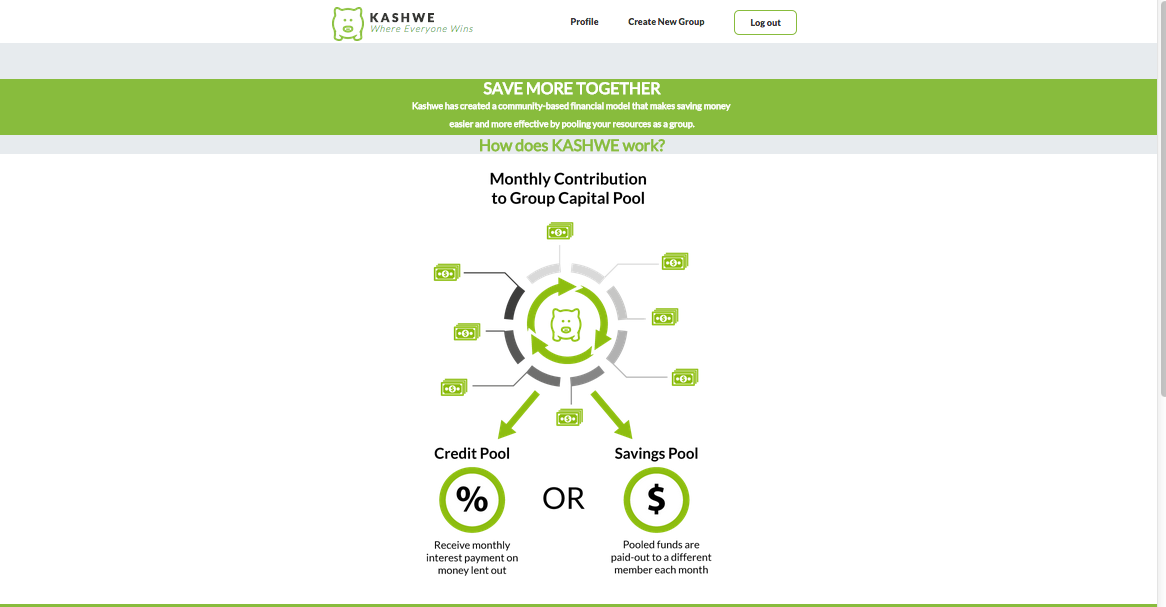 KASHWE
Where Everyone Wins
Profile
Create New Group
Log out
SAVE MORE TOGETHER
Kashwe has created a community-based financial model that makes saving money
easier and more effective by pooling your resources as a group.
How does KASHWE work?
Monthly Contribution
to Group Capital Pool
Credit Pool
Savings Pool
%
OR
$
Receive monthly
interest payment on
money lent out
Pooled funds are
paid-out to a different
member each month